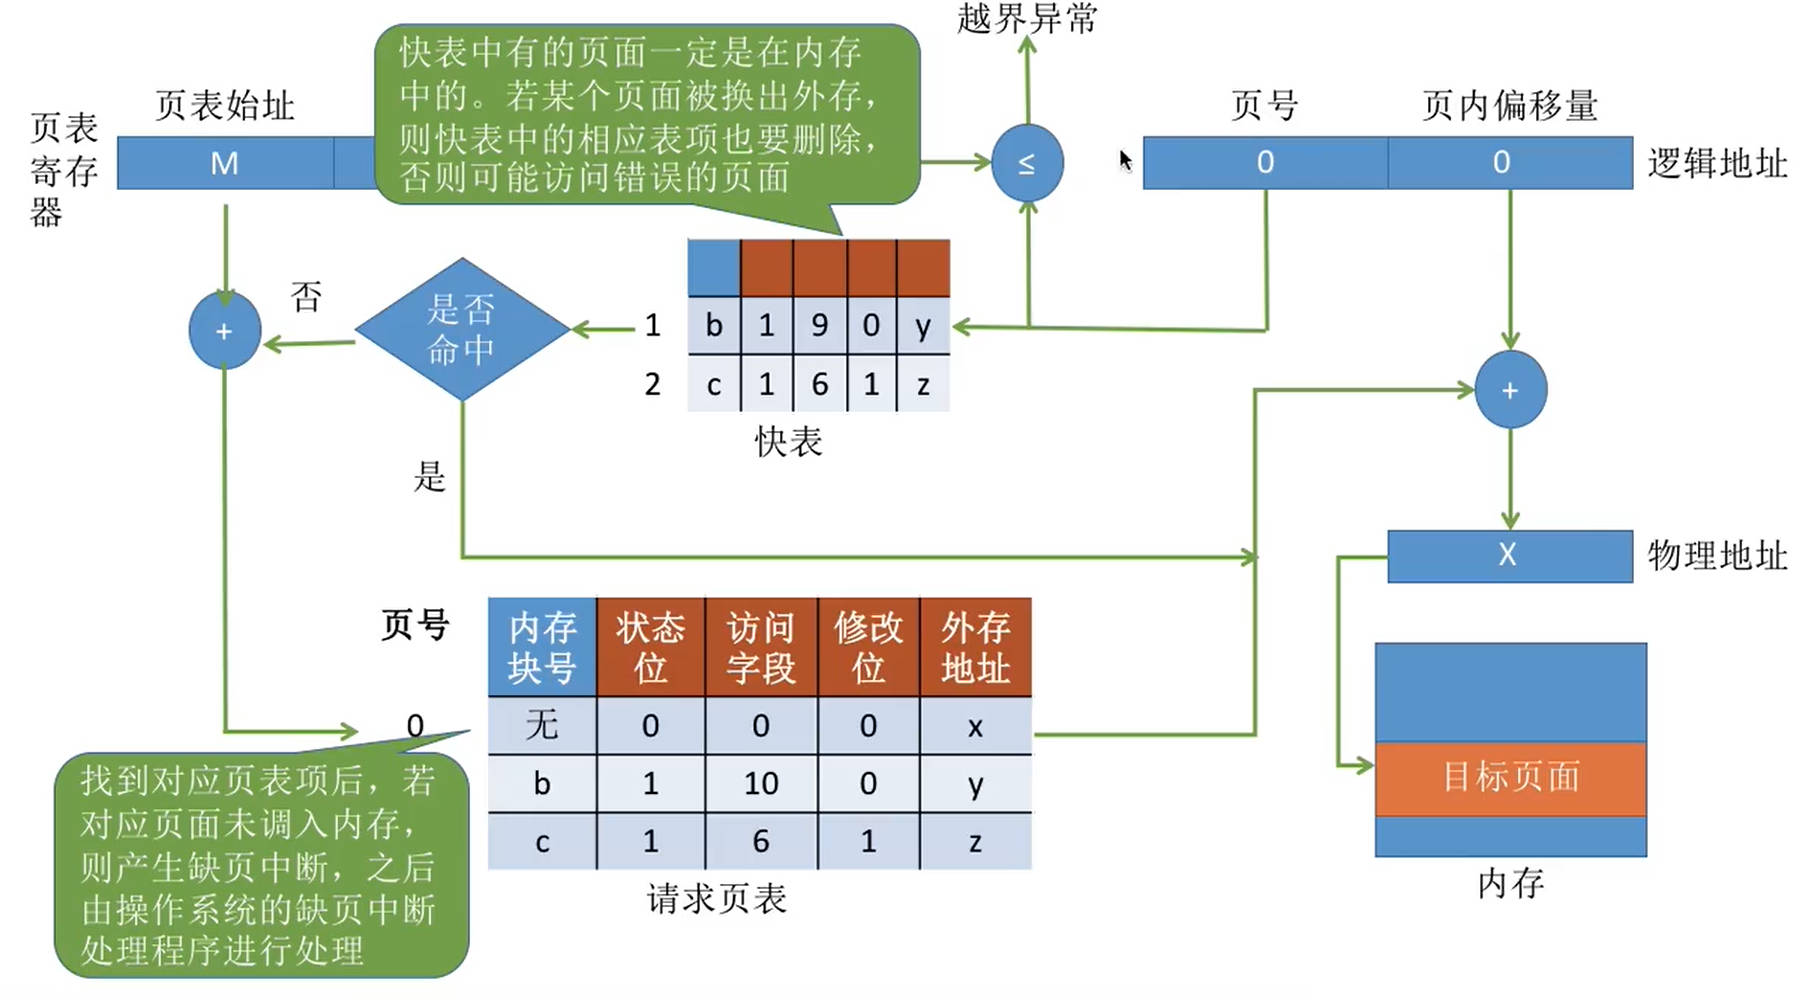 越界异常
快表中有的页面一定是在内存
中的。若某个页面被换出外存，
则快表中的相应表项也要删除，
否则可能访问错误的页面
页表始址
页号
页内偏移量
页表
寄存
器
M
≤
0
0
逻辑地址
+
否
是否
命中
1
b
1
9
0
y
2
c
1
6
1
z
快表
+
是
X
物理地址
页号
内存
块号
状态
位
访问
字段
修改
位
外存
地址
0
无
0
0
0
x
b
1
10
0
y
c
1
6
1
z
请求页表
找到对应页表项后，若
对应页面未调入内存，
则产生缺页中断，之后
由操作系统的缺页中断
处理程序进行处理
目标页面
内存